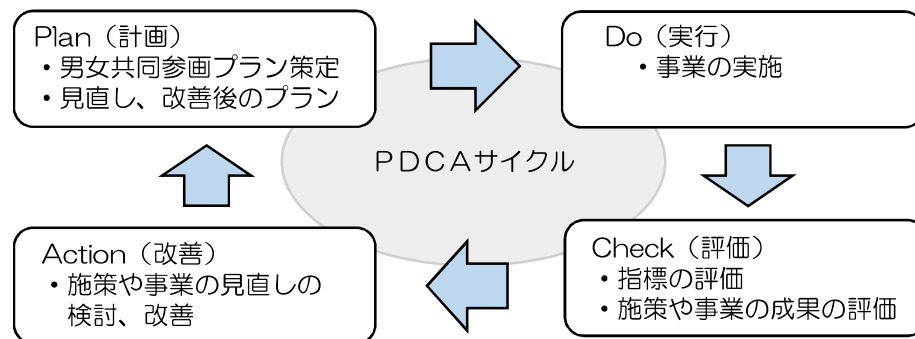 Plan（計画）
・男女共同参画プラン策定
・見直し、改善後のプラン
Do（実行）
・事業の実施
ＰＤＣＡサイクル
Action（改善）
・施策や事業の見直しの
検討、改善
Check（評価）
・指標の評価
・施策や事業の成果の評価